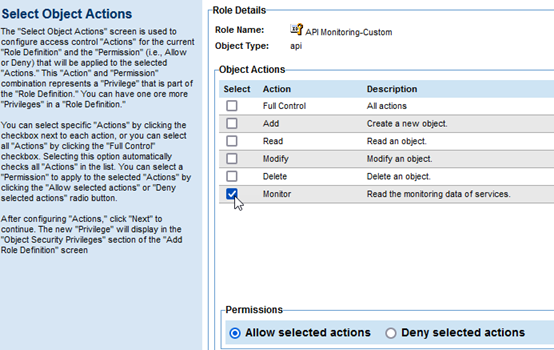 Select Object Actions
The "Select Object Actions" screen is used to
configure access control "Actions" for the current
"Role Definition" and the "Permission" (i.e., Allow
or Deny) that will be applied to the selected
"Actions." This "Action" and "Permission"
combination represents a "Privilege" that is part of
the "Role Definition." You can have one ore more
"Privileges" in a "Role Definition."
You can select specific "Actions" by clicking the
checkbox next to each action, or you can select
all "Actions" by clicking the "Full Control"
checkbox. Selecting this option automatically
checks all "Actions" in the list. You can select a
"Permission" to apply to the selected "Actions" by
clicking the "Allow selected actions" or "Deny
selected actions" radio button.
After configuring "Actions," click "Next" to
continue. The new "Privilege" will display in the
"Object Security Privileges" section of the "Add
Role Definition" screen
Role Details
Role Name: API Monitoring-Custom
Object Type: api
Object Actions
Select Action Description
Full Control All actions
Add Create a new object.
Read Read an object.
Modify Modify an object.
Delete Delete an object.
Monitor Read the monitoring data of services.
Permissions
Allow selected actions Deny selected actions